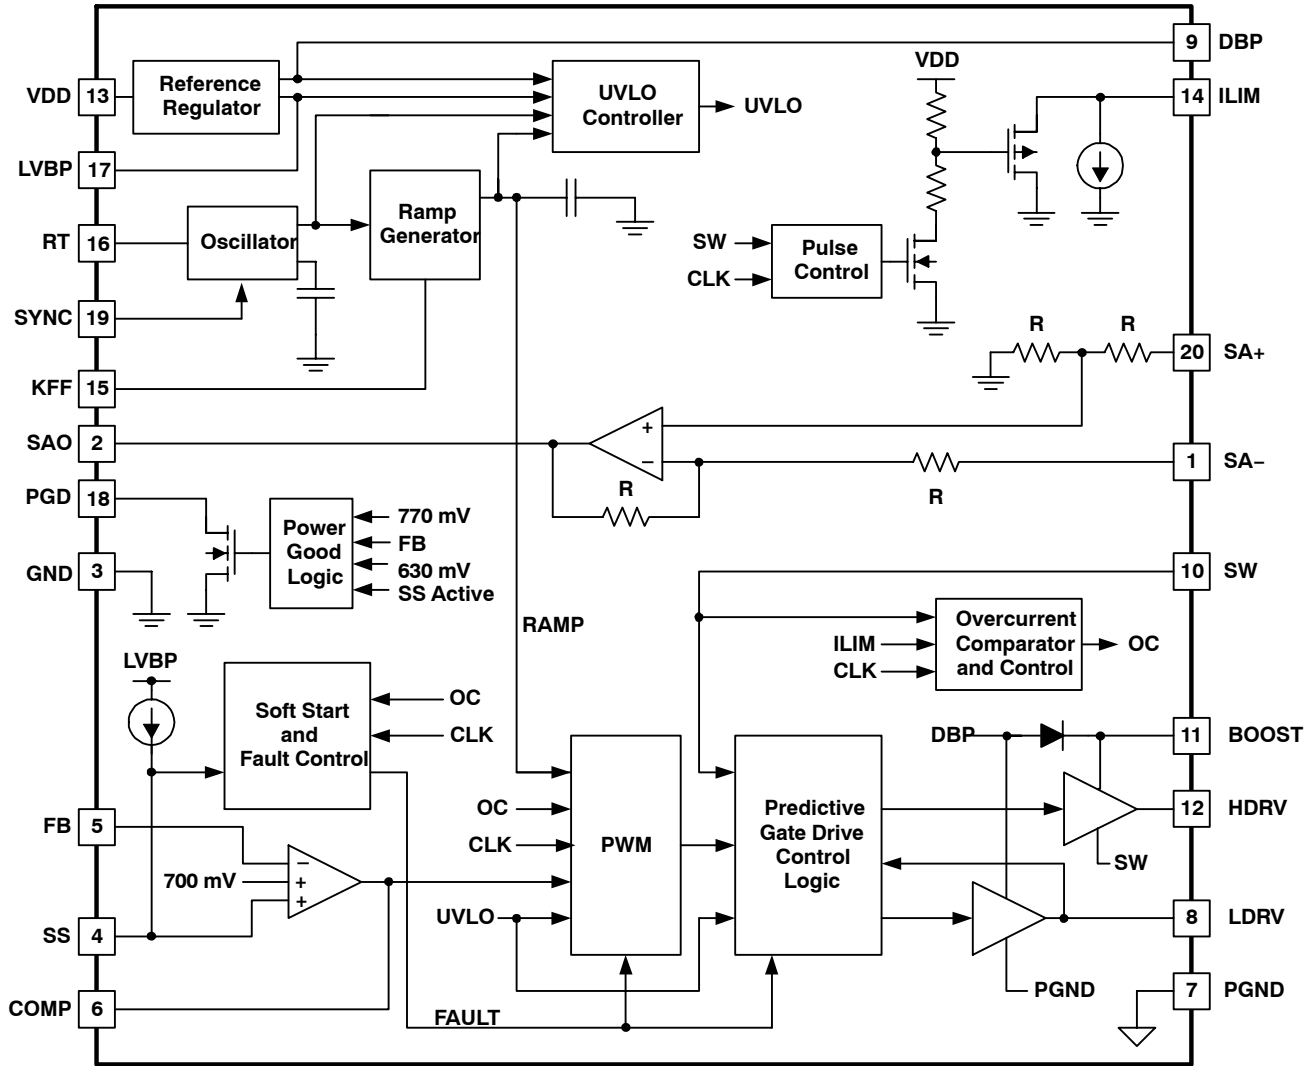 9 DBP
VDD 13
Reference
Regulator
UVLO
Controller
UVLO
VDD
14 ILIM
LVBP 17
RT 16
Oscillator
Ramp
Generator
SW
CLK
Pulse
Control
SYNC 19
R
R
20 SA+
KFF 15
SAO 2
+
−
R
R
1 SA−
PGD 18
Power
Good
Logic
770 mV
FB
630 mV
SS Active
GND 3
10 SW
RAMP
ILIM
CLK
Overcurrent
Comparator
and Control
OC
LVBP
Soft Start
and
Fault Control
OC
CLK
DBP
11 BOOST
FB 5
700 mV
−
+
+
OC
CLK
UVLO
PWM
Predictive
Gate Drive
Control
Logic
12 HDRV
SW
SS 4
8 LDRV
PGND
7 PGND
COMP 6
FAULT